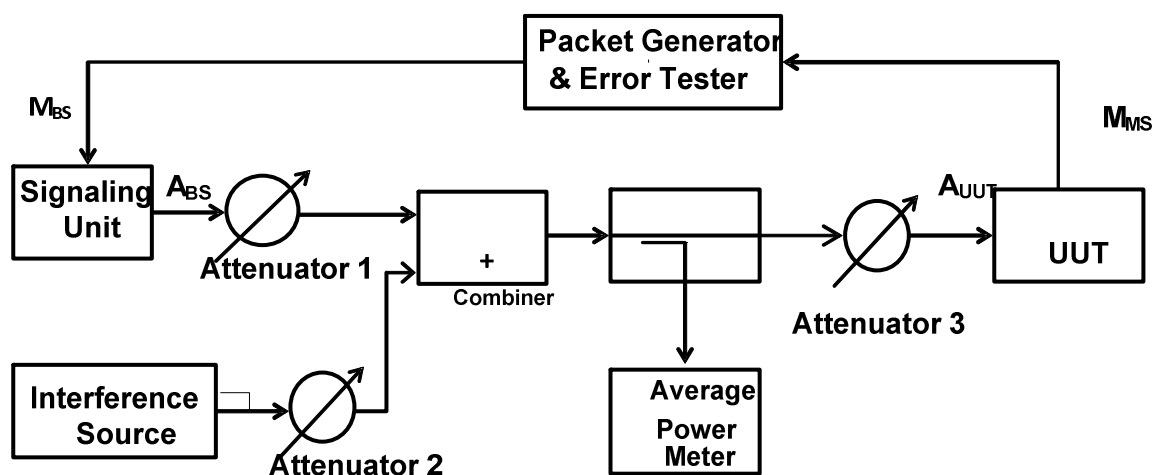 Packet Generator
& Error Tester
MBS
MMS
Signaling
Unit
ABS
Attenuator 1
+
Combiner
AUUT
UUT
Attenuator 3
Interference
Source
Attenuator 2
Average
Power
Meter